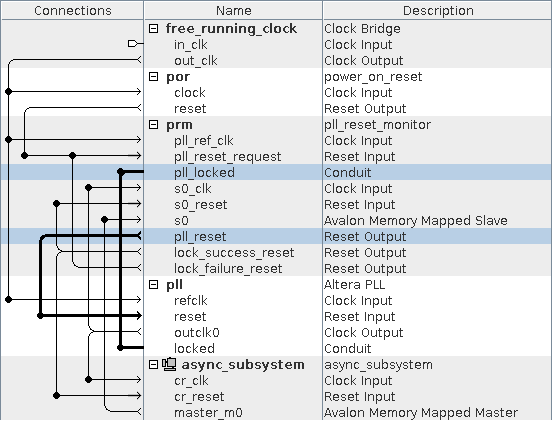 Connections Name Description
free_running_clock Clock Bridge
in_clk Clock Input
out_clk Clock Output
por power_on_reset
clock Clock Input
reset Reset Output
prm pll_reset_monitor
pll_ref_clk Clock Input
pll_reset_request Reset Input
pll_locked Conduit
s0_clk Clock Input
s0_reset Reset Input
s0 Avalon Memory Mapped Slave
pll_reset Reset Output
lock_success_reset Reset Output
lock_failure_reset Reset Output
pll Altera PLL
refclk Clock Input
reset Reset Input
outclk0 Clock Output
locked Conduit
async_subsystem async_subsystem
cr_clk Clock Input
cr_reset Reset Input
master_m0 Avalon Memory Mapped Master